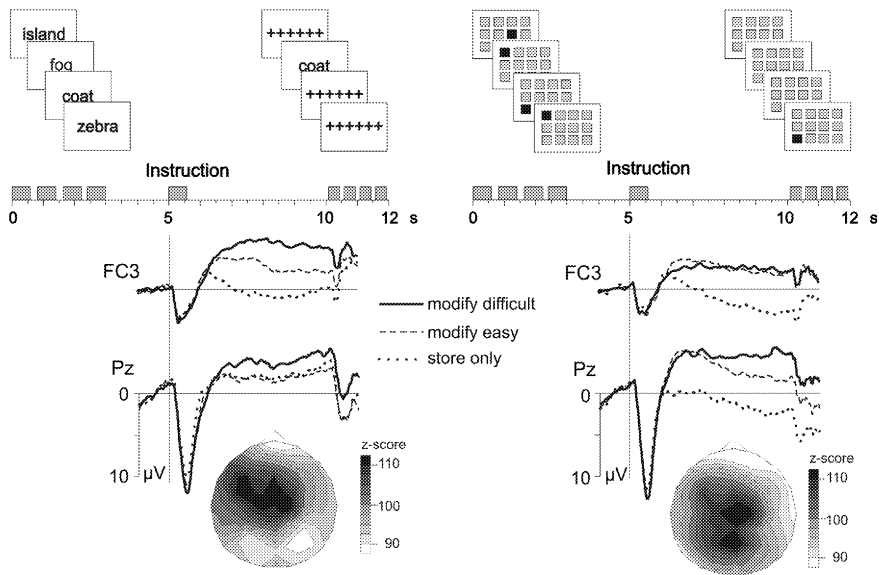 island
fog
coat
zebra
++++++
coat
++++++
++++++
Instruction
0 5 10 12 s
FC3
Pz
0
10
µV
z-score
110
100
90
modify difficult
modify easy
store only
Instruction
0 5 10 12 s
FC3
Pz
0
10
µV
z-score
110
100
90